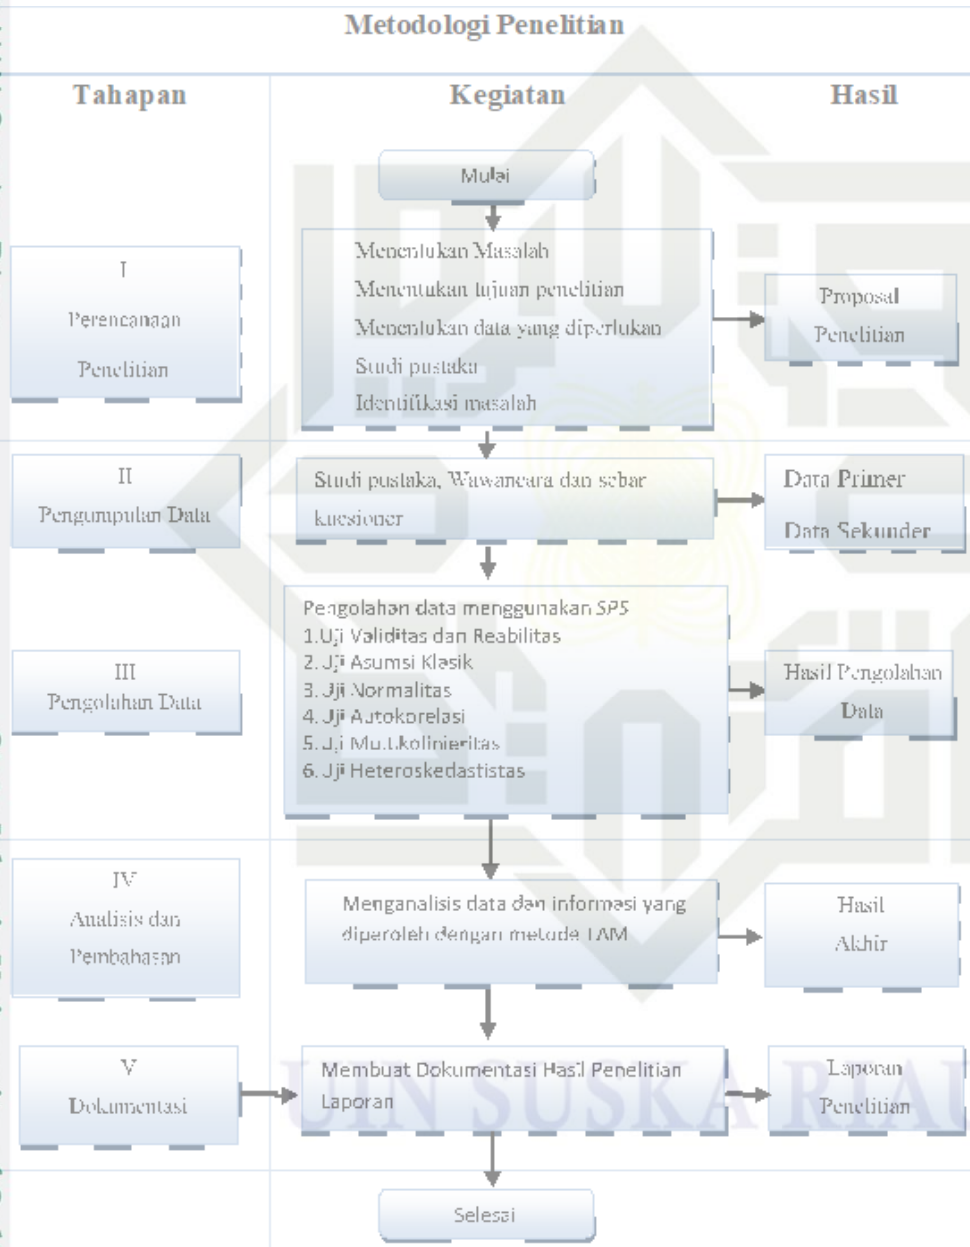 Metodologi Penelitian
Tahapan
Kegiatan
Hasil
Mulai
I
Perencanaan
Penelitian
Menentukan Masalah
Menentukan tujuan penelitian
Menentukan data yang diperlukan
Studi pustaka
Identifikasi masalah
Proposal
Penelitian
II
Pengumpulan Data
Studi pustaka, Wawancara dan sebar
kuesioner
Data Primer
Data Sekunder
III
Pengolahan Data
Pengolahan data menggunakan SPS
1. Uji Validitas dan Reabilitas
2. Uji Asumsi Klasik
3. Uji Normalitas
4. Uji Autokorelasi
5. Uji Multikolinieritas
6. Uji Heteroskedastistas
Hasil Pengolahan
Data
IV
Analisis dan
Pembahasan
Menganalisis data dan informasi yang
diperoleh dengan metode TAM
Hasil
Akhir
V
Dokumentasi
Membuat Dokumentasi Hasil Penelitian
Laporan
Laporan
Penelitian
UIN SUSKA RIAU
Selesai